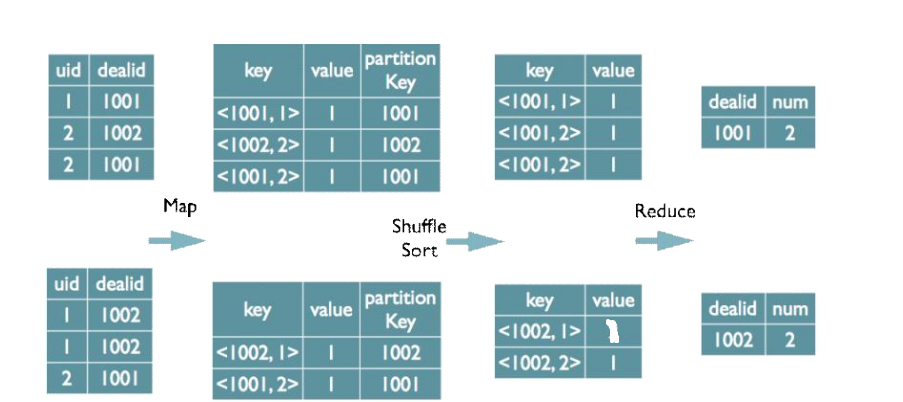 uid dealid
1 1001
2 1002
2 1001
key value partition Key
<1001, 1> 1 1001
<1002, 2> 1 1002
<1001, 2> 1 1001
key value
<1001, 1> 1
<1001, 2> 1
<1001, 2> 1
dealid num
1001 2
Map
Shuffle
Sort
Reduce
uid dealid
1 1002
1 1002
2 1001
key value partition Key
<1002, 1> 1 1002
<1001, 2> 1 1001
key value
<1002, 1>
<1002, 2> 1
dealid num
1002 2